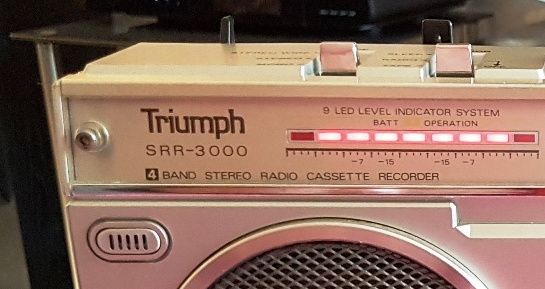 Triumph
SRR-3000
9 LED LEVEL INDICATOR SYSTEM
BATT OPERATION
-7 -15 -15 -7
4 BAND STEREO RADIO CASSETTE RECORDER